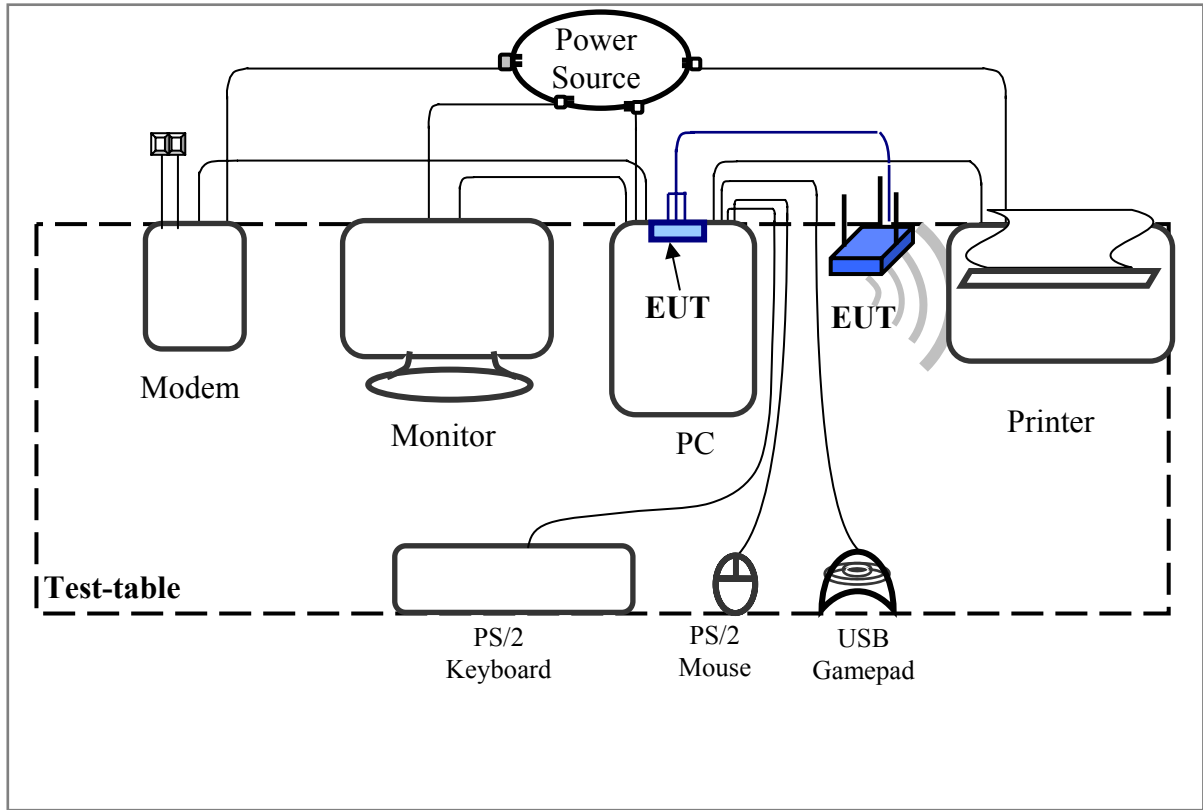 Power
Source
EUT
EUT
Modem
Monitor
PC
Printer
Test-table
PS/2
Keyboard
PS/2
Mouse
USB
Gamepad